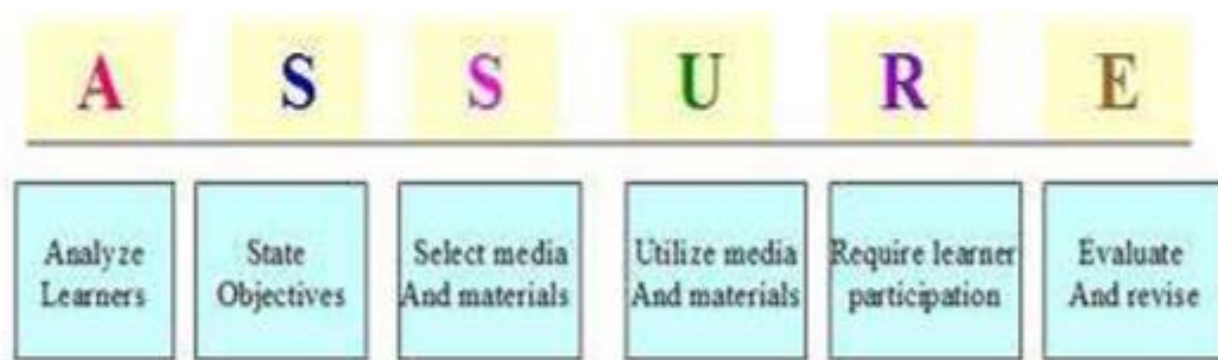 A S S U R E
Analyze
Learners
State
Objectives
Select media
And materials
Utilize media
And materials
Require learner
participation
Evaluate
And revise